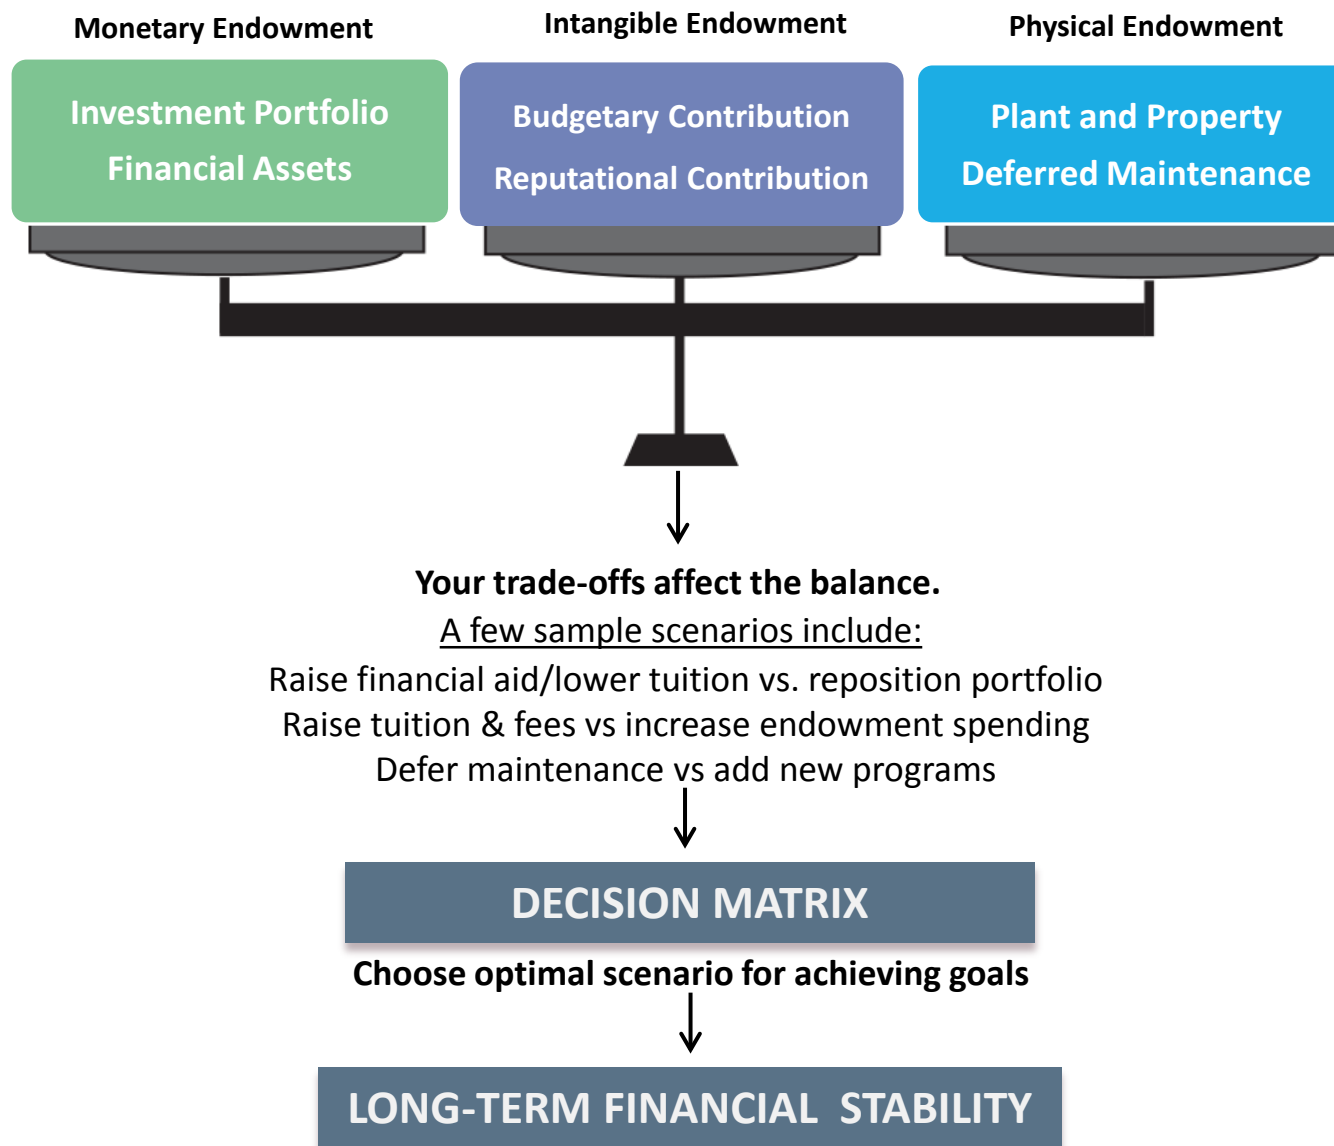 Monetary Endowment
Intangible Endowment
Physical Endowment
Investment Portfolio
Financial Assets
Budgetary Contribution
Reputational Contribution
Plant and Property
Deferred Maintenance
Your trade-offs affect the balance.
A few sample scenarios include:
Raise financial aid/lower tuition vs. reposition portfolio
Raise tuition & fees vs increase endowment spending
Defer maintenance vs add new programs
DECISION MATRIX
Choose optimal scenario for achieving goals
LONG-TERM FINANCIAL  STABILITY